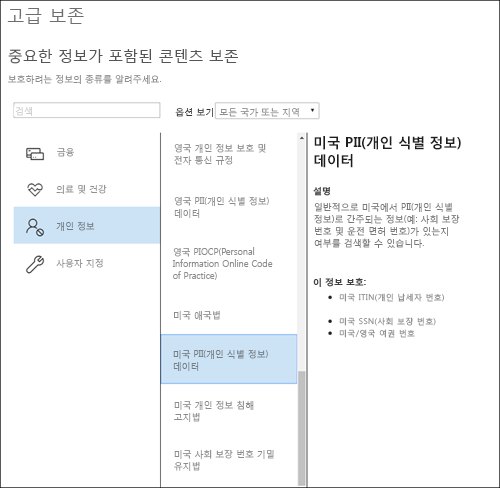 고급 보존
중요한 정보가 포함된 콘텐츠 보존
보호하려는 정보의 종류를 알려주세요.
검색
옵션 보기
모든 국가 또는 지역
금융
의료 및 건강
개인 정보
사용자 지정
영국 개인 정보 보호 및
전자 통신 규정
영국 PII(개인 식별 정보)
데이터
영국 PIOCP(Personal
Information Online Code
of Practice)
미국 애국법
미국 PII(개인 식별 정보)
데이터
미국 개인 정보 침해
고지법
미국 사회 보장 번호 기밀
유지법
미국 PII(개인 식별 정보)
데이터
설명
일반적으로 미국에서 PII(개인 식별
정보)로 간주되는 정보(예: 사회 보장
번호 및 운전 면허 번호)가 있는지
여부를 검색할 수 있습니다.
이 정보 보호:
미국 ITIN(개인 납세자 번호)
미국 SSN(사회 보장 번호)
미국/영국 여권 번호